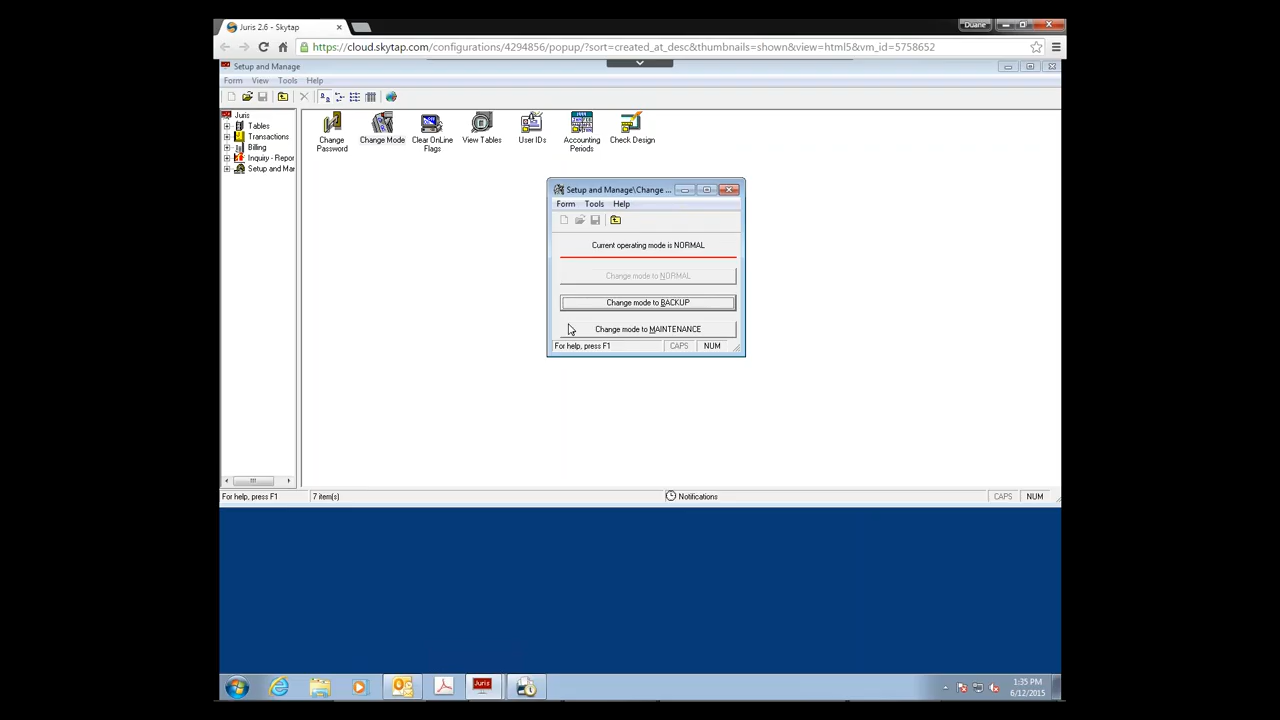 Juris 2.6 - Skytap
Duane
https://cloud.skytap.com/configurations/4294856/popup/?sort=created_at_desc&thumbnails=shown&view=html5&vm_id=5758652
Setup and Manage
Form View Tools Help
Juris
Tables
Transactions
Billing
Inquiry - Repor
Setup and Mar
Change Password
Change Mode
Clear OnLine Flags
View Tables
User IDs
Accounting Periods
Check Design
Setup and Manage\Change ...
Form Tools Help
Current operating mode is NORMAL
Change mode to NORMAL
Change mode to BACKUP
Change mode to MAINTENANCE
For help, press F1 CAPS NUM
For help, press F1 7 item(s) Notifications CAPS NUM
Juris
1:35 PM
6/12/2015